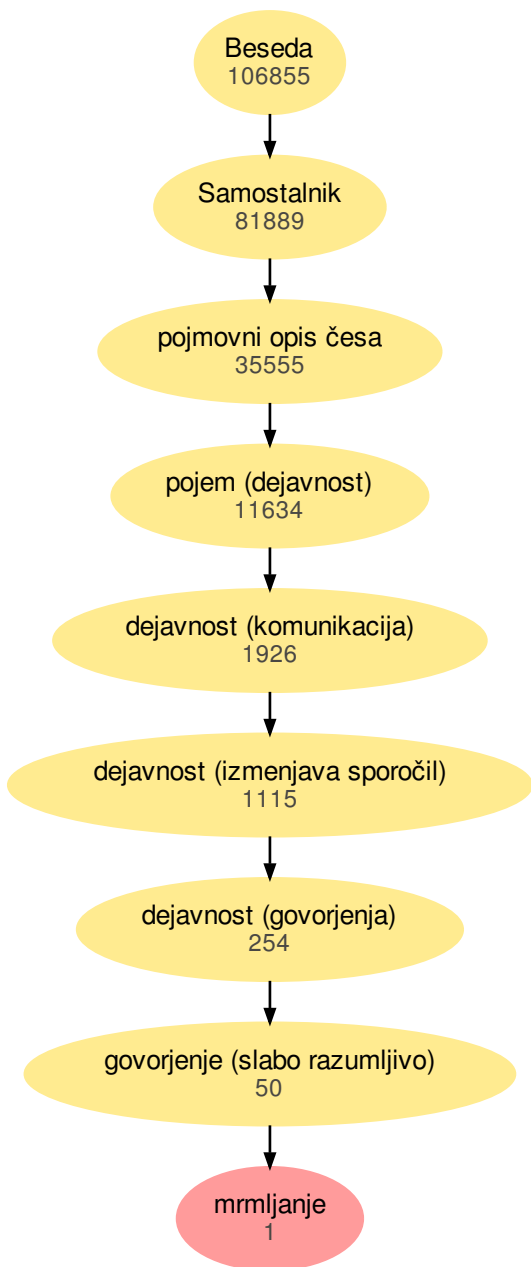 Beseda
106855
Samostalnik
81889
pojmovni opis česa
35555
pojem (dejavnost)
11634
dejavnost (komunikacija)
1926
dejavnost (izmenjava sporočil)
1115
dejavnost (govorjenja)
254
govorjenje (slabo razumljivo)
50
mrmljanje
1